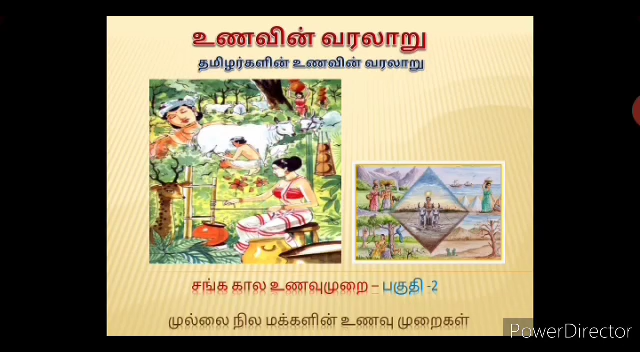 உணவின் வரலாறு
தமிழர்களின் உணவின் வரலாறு
சங்க கால உணவுமுறை – பகுதி -2
முல்லை நில மக்களின் உணவு முறைகள்
PowerDirector